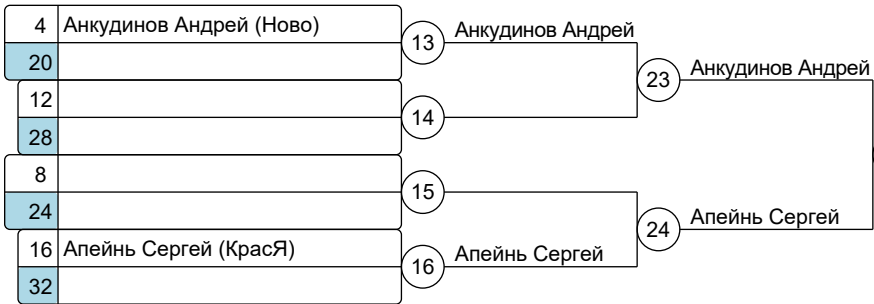 4 Анкудинов Андрей (Ново)
20
13 Анкудинов Андрей
12
28
14
23 Анкудинов Андрей
8
24
15
16 Апейнь Сергей (КрасЯ)
32
16 Апейнь Сергей
24 Апейнь Сергей